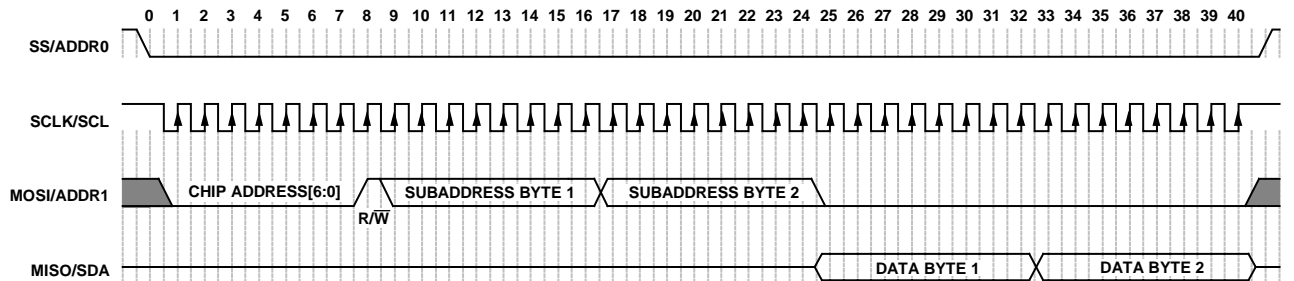 0 1 2 3 4 5 6 7 8 9 10 11 12 13 14 15 16 17 18 19 20 21 22 23 24 25 26 27 28 29 30 31 32 33 34 35 36 37 38 39 40
SS/ADDR0
SCLK/SCL
MOSI/ADDR1 CHIP ADDRESS[6:0] SUBADDRESS BYTE 1 SUBADDRESS BYTE 2
R/W̅
MISO/SDA DATA BYTE 1 DATA BYTE 2